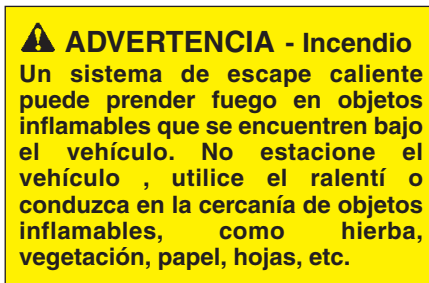 ADVERTENCIA - Incendio
Un sistema de escape caliente
puede prender fuego en objetos
inflamables que se encuentren bajo
el vehículo. No estacione el
vehículo , utilice el ralentí o
conduzca en la cercanía de objetos
inflamables, como hierba,
vegetación, papel, hojas, etc.